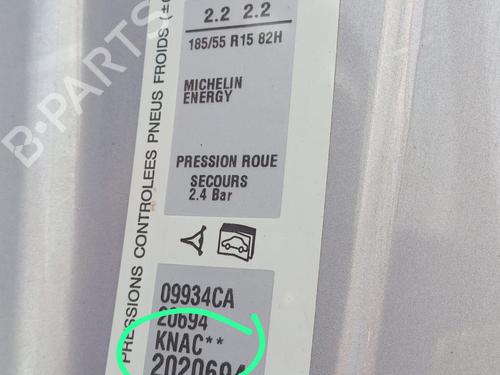 2.2 2.2
185/55 R15 82H
MICHELIN
ENERGY
PRESSION ROUE
SECOURS
2.4 Bar
PRESSIONS CONTROLEES PNEUS FROIDS (±
09934CA
20694
KNAC**
2020694
B-PARTS